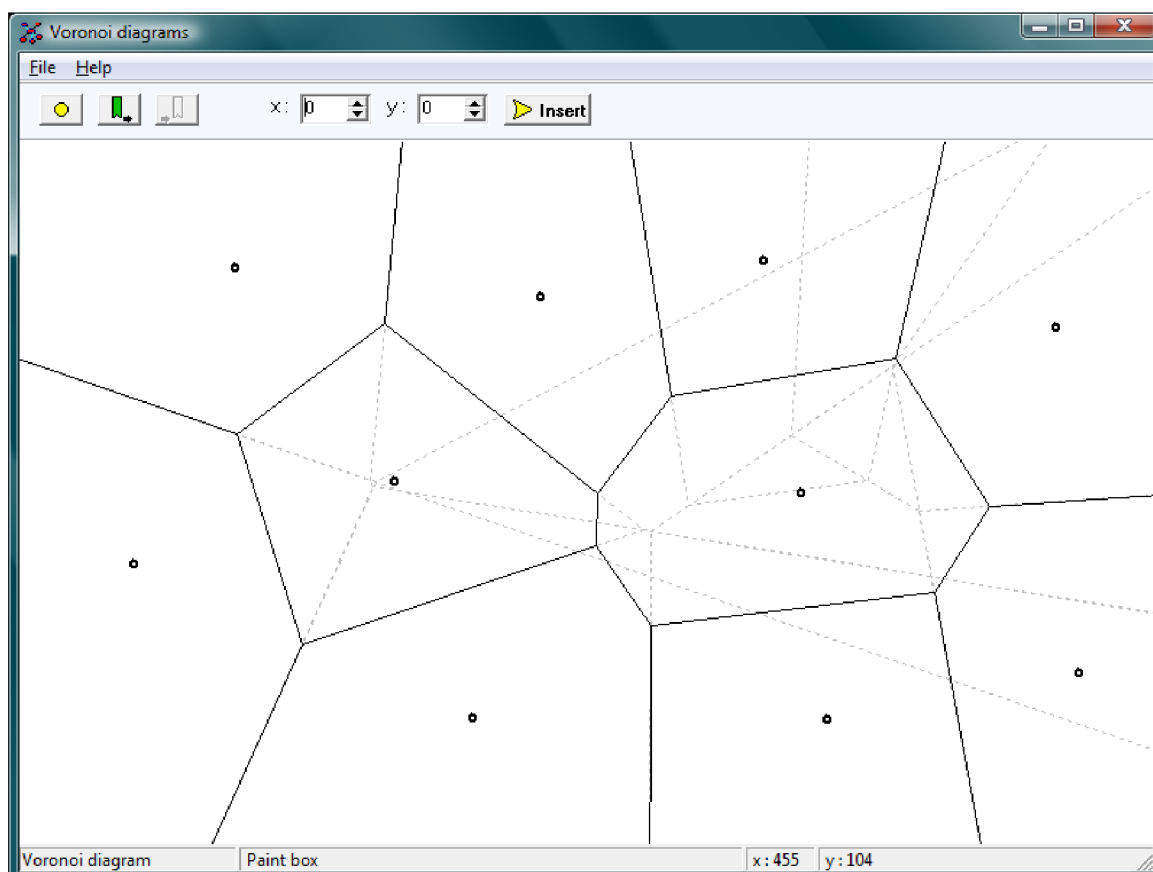 Voronoi diagrams
File Help
x: 0 y: 0 Insert
Voronoi diagram Paint box x: 455 y: 104